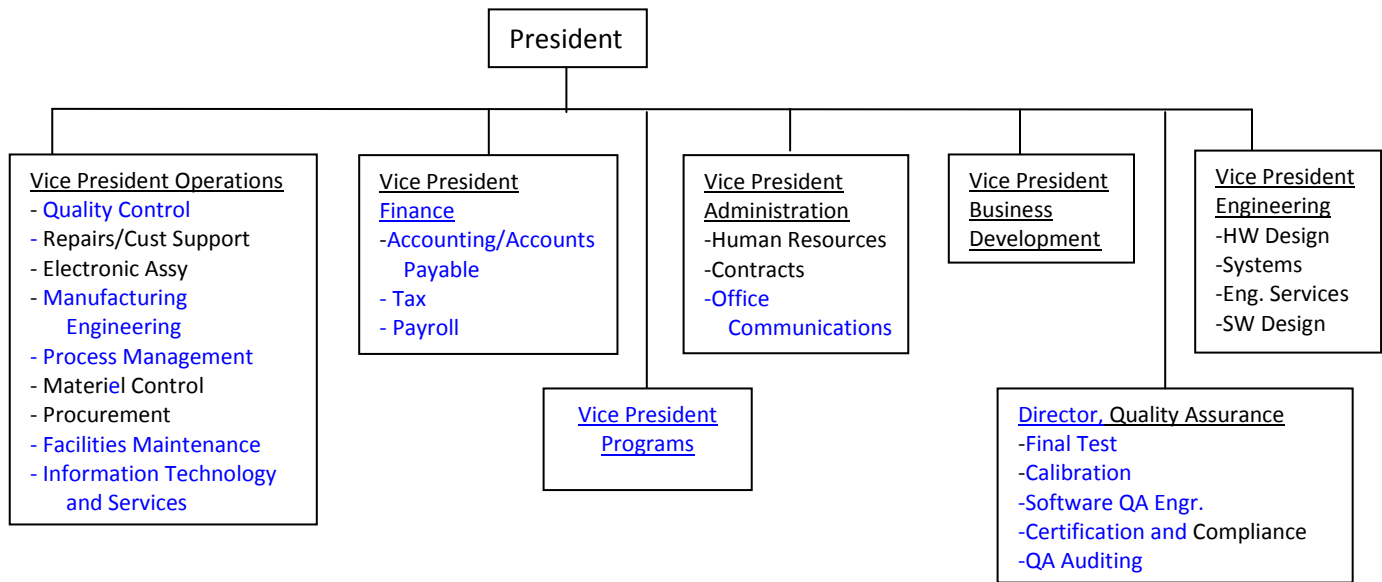 President
Vice President Operations
- Quality Control
- Repairs/Cust Support
- Electronic Assy
- Manufacturing
Engineering
- Process Management
- Materiel Control
- Procurement
- Facilities Maintenance
- Information Technology
and Services
Vice President
Finance
-Accounting/Accounts
Payable
- Tax
- Payroll
Vice President
Programs
Vice President
Administration
-Human Resources
-Contracts
-Office
Communications
Vice President
Business
Development
Director, Quality Assurance
-Final Test
-Calibration
-Software QA Engr.
-Certification and Compliance
-QA Auditing
Vice President
Engineering
-HW Design
-Systems
-Eng. Services
-SW Design